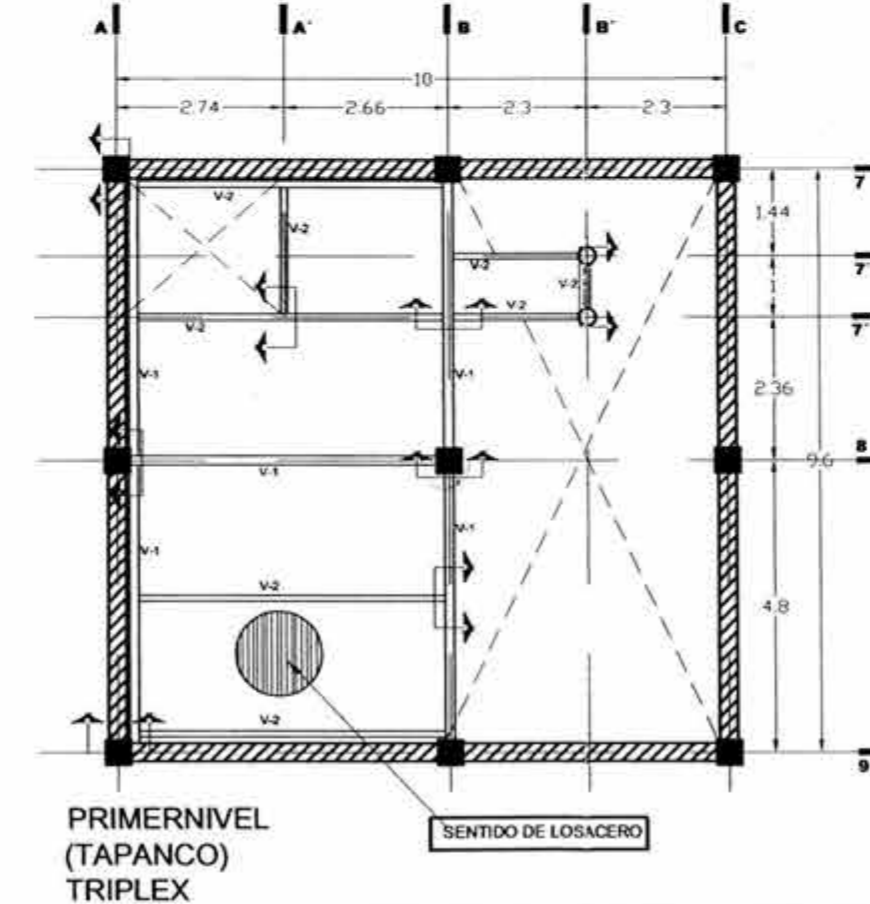 A A´ B B´ C
10
2.74 2.66 2.3 2.3
7
V-2
1.44
V-2
7´
V-2
V-2
1
V-2
7´
V-2
V-1
V-1
2.36
8
9.6
V-1
V-1
V-1
V-2
4.8
V-2
9
PRIMERNIVEL
(TAPANCO)
TRIPLEX
SENTIDO DE LOSACERO